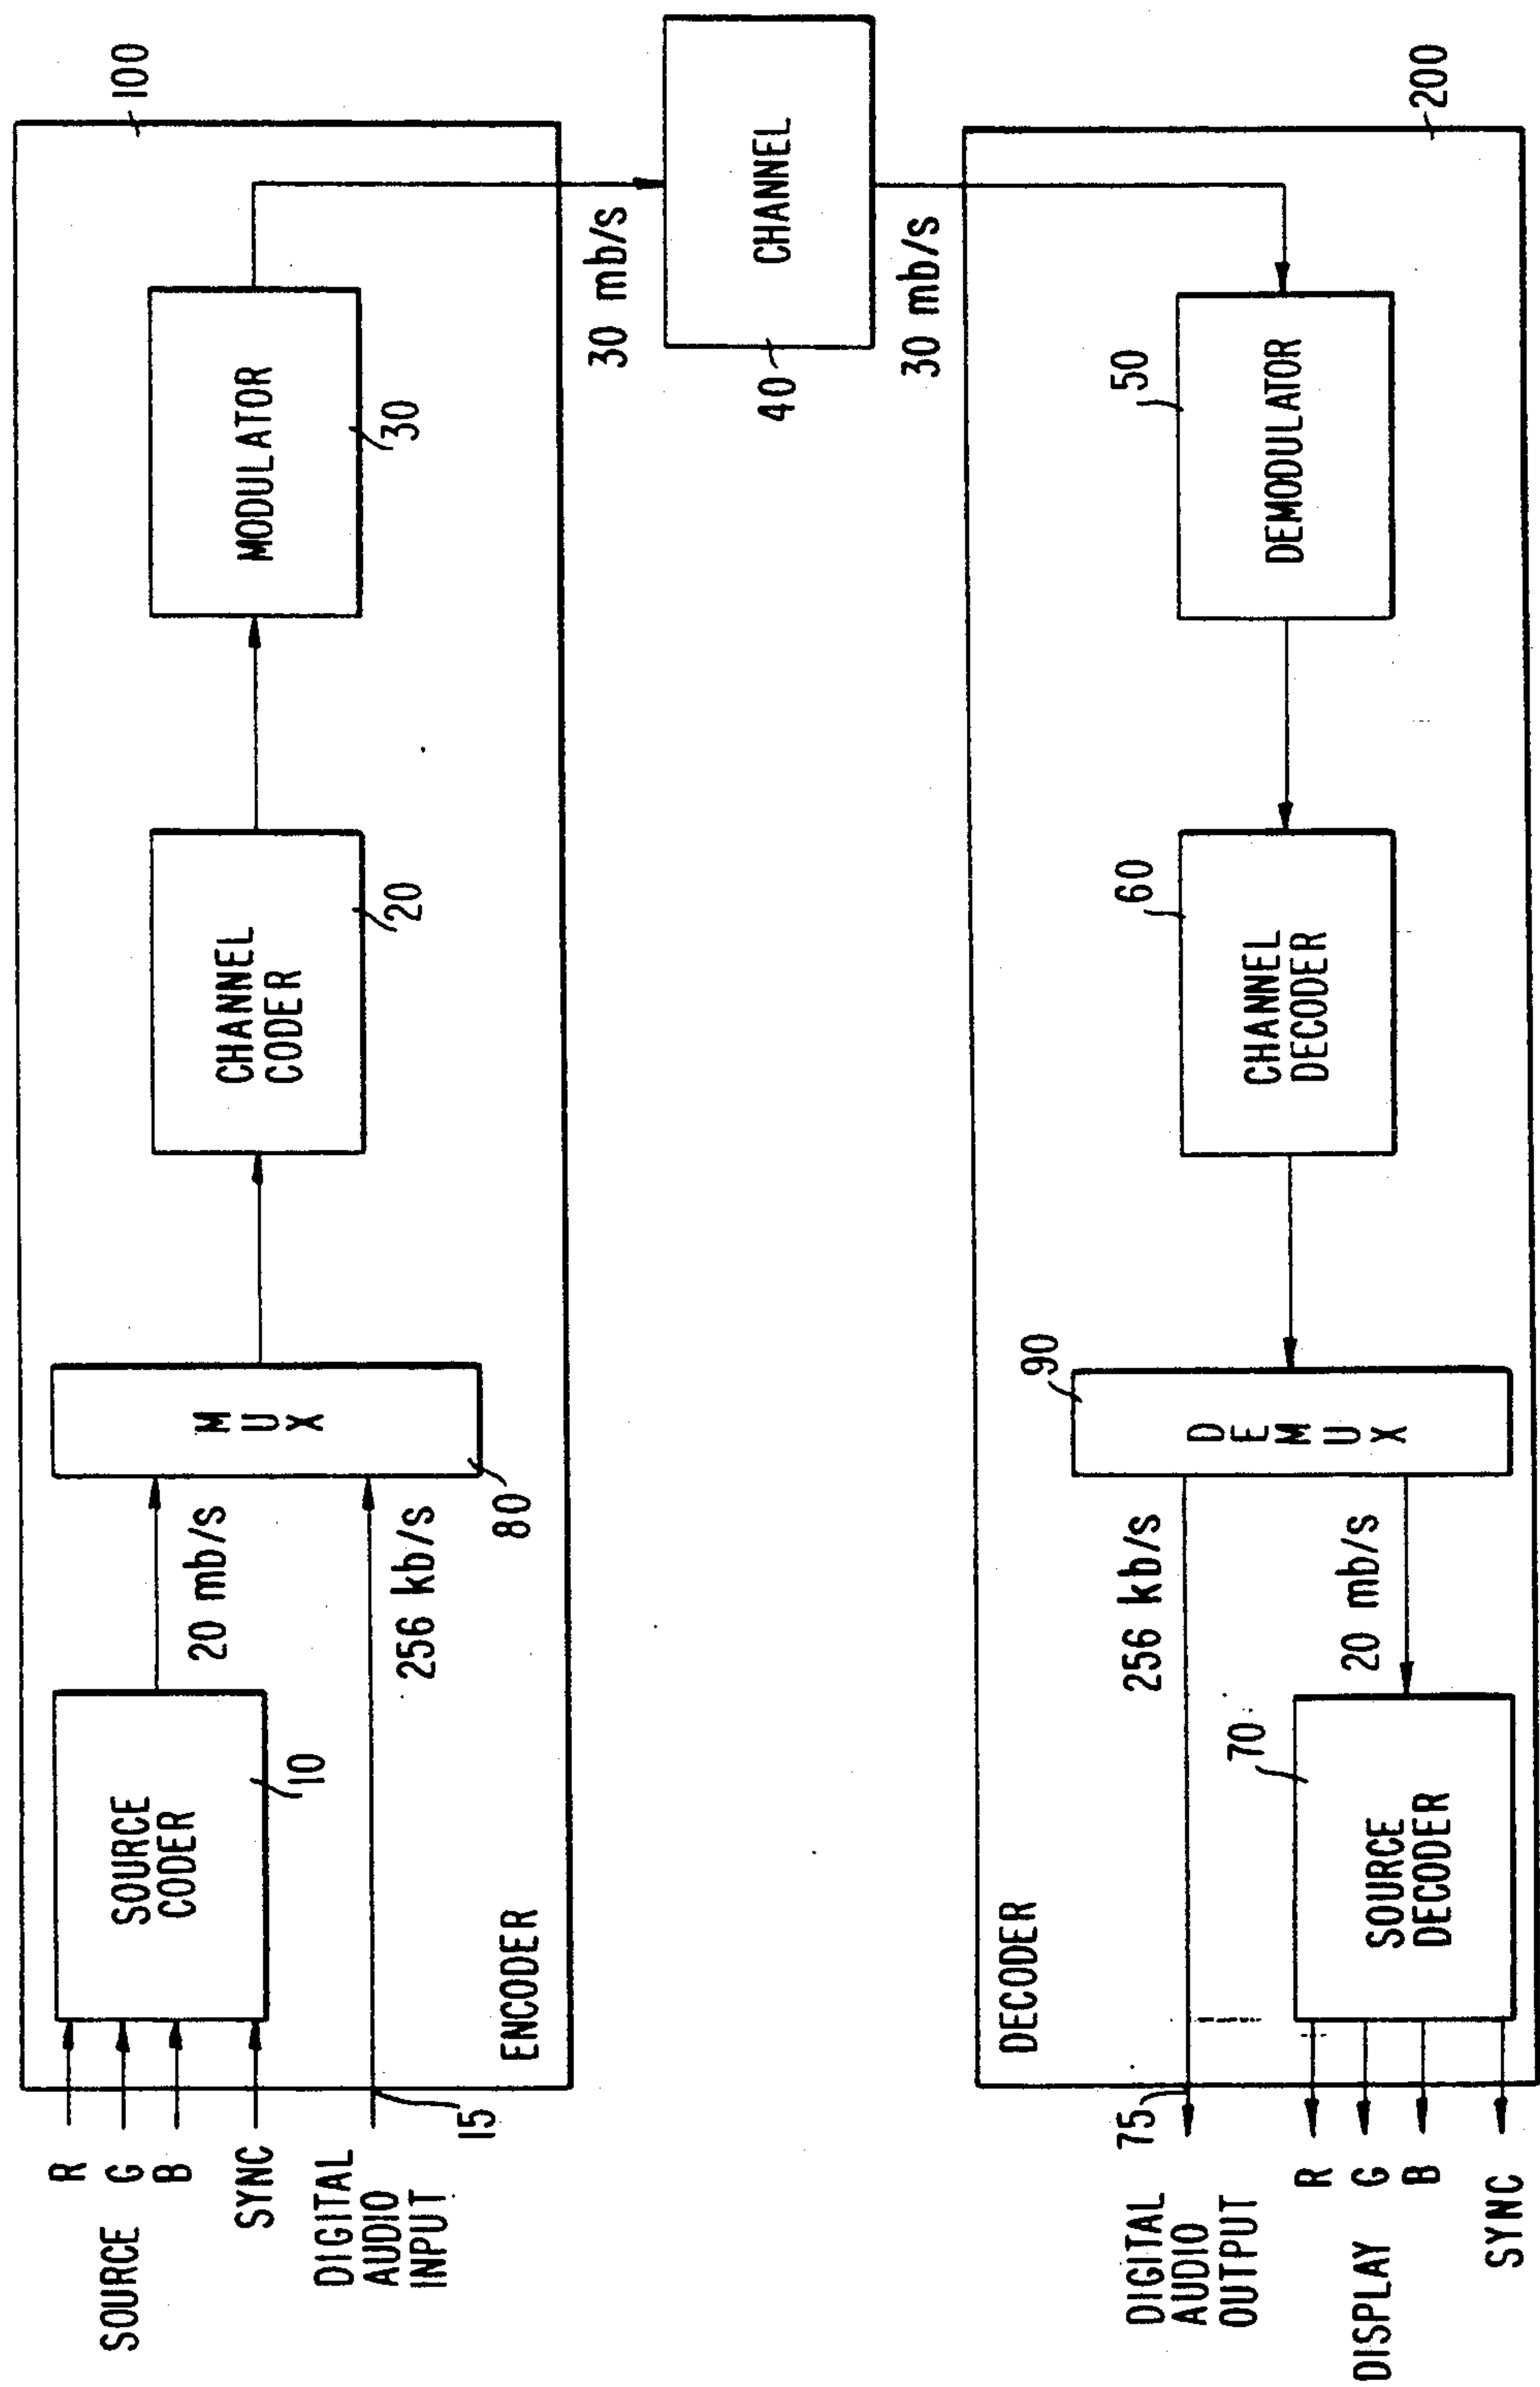 100
R
G
B
SOURCE
SYNC
DIGITAL
AUDIO
INPUT
15
SOURCE
CODER
10
20 mb/s
256 kb/s
M
U
X
80
CHANNEL
CODER
20
MODULATOR
30
ENCODER
30 mb/s
CHANNEL
40
30 mb/s
DECODER
200
50
DEMODULATOR
60
CHANNEL
DECODER
90
D
E
M
U
X
256 kb/s
20 mb/s
70
SOURCE
DECODER
75
DIGITAL
AUDIO
OUTPUT
R
G
B
DISPLAY
SYNC